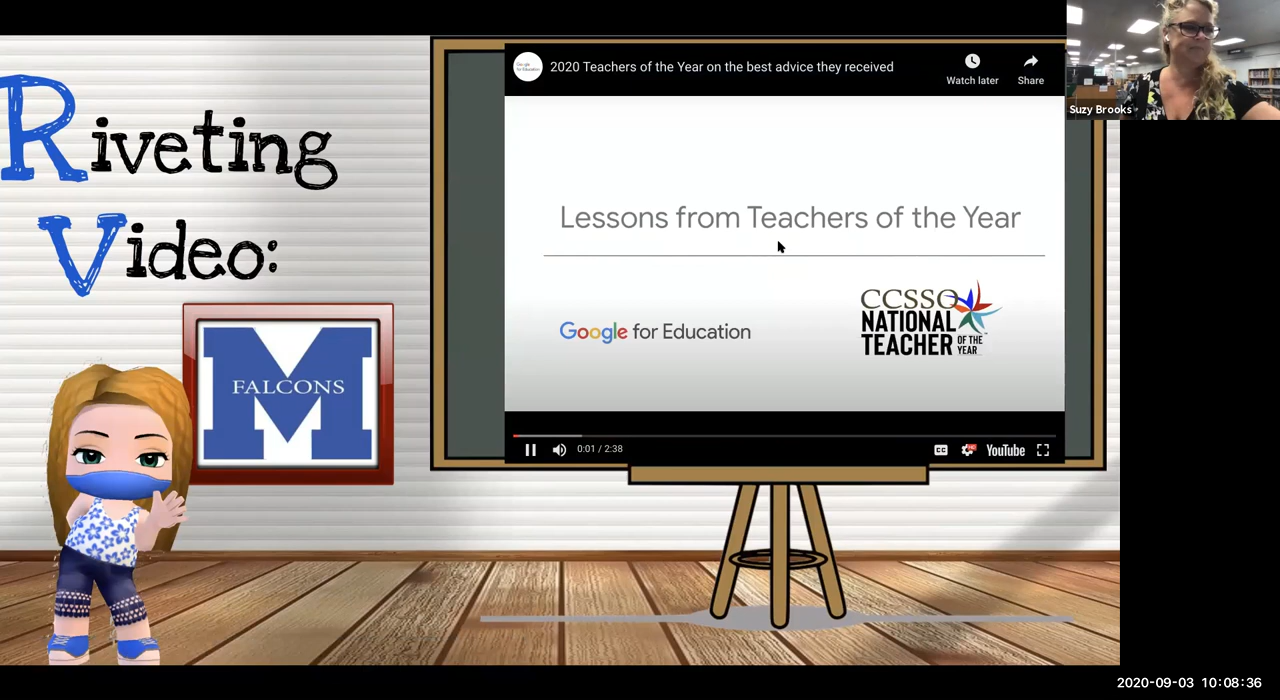 Riveting
Video:
FALCONS
2020 Teachers of the Year on the best advice they received
Watch later
Share
Lessons from Teachers of the Year
Google for Education
CCSSO
NATIONAL
TEACHER
OF THE
YEAR
0:01 / 2:38
CC
YouTube
Suzy Brooks
2020-09-03 10:08:36